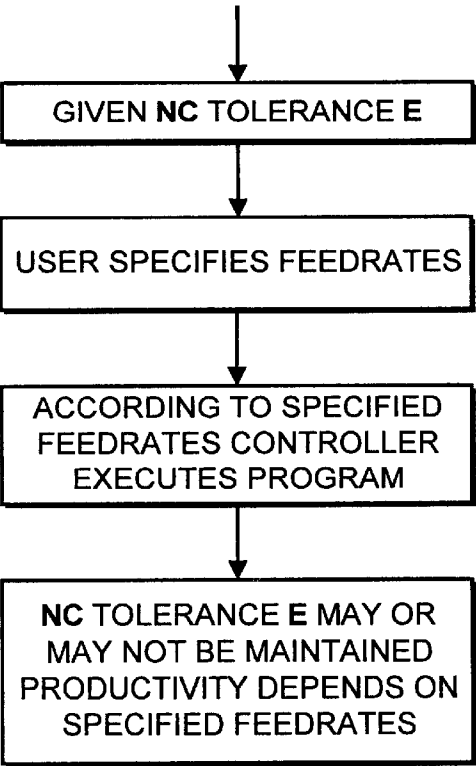 GIVEN NC TOLERANCE E
USER SPECIFIES FEEDRATES
ACCORDING TO SPECIFIED
FEEDRATES CONTROLLER
EXECUTES PROGRAM
NC TOLERANCE E MAY OR
MAY NOT BE MAINTAINED
PRODUCTIVITY DEPENDS ON
SPECIFIED FEEDRATES